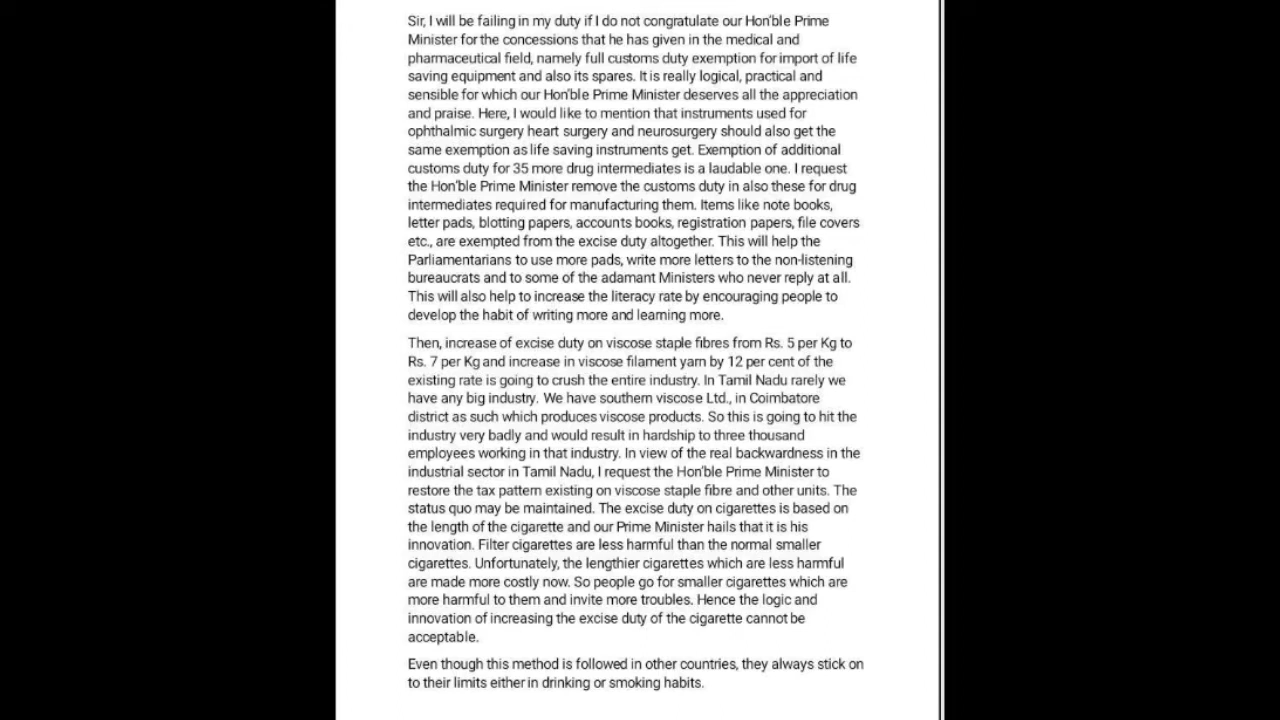 Sir, I will be failing in my duty if I do not congratulate our Hon'ble Prime
Minister for the concessions that he has given in the medical and
pharmaceutical field, namely full customs duty exemption for import of life
saving equipment and also its spares. It is really logical, practical and
sensible for which our Hon'ble Prime Minister deserves all the appreciation
and praise. Here, I would like to mention that instruments used for
ophthalmic surgery heart surgery and neurosurgery should also get the
same exemption as life saving instruments get. Exemption of additional
customs duty for 35 more drug intermediates is a laudable one. I request
the Hon'ble Prime Minister remove the customs duty in also these for drug
intermediates required for manufacturing them. Items like note books,
letter pads, blotting papers, accounts books, registration papers, file covers
etc., are exempted from the excise duty altogether. This will help the
Parliamentarians to use more pads, write more letters to the non-listening
bureaucrats and to some of the adamant Ministers who never reply at all.
This will also help to increase the literacy rate by encouraging people to
develop the habit of writing more and learning more.
Then, increase of excise duty on viscose staple fibres from Rs. 5 per Kg to
Rs. 7 per Kg and increase in viscose filament yarn by 12 per cent of the
existing rate is going to crush the entire industry. In Tamil Nadu rarely we
have any big industry. We have southern viscose Ltd., in Coimbatore
district as such which produces viscose products. So this is going to hit the
industry very badly and would result in hardship to three thousand
employees working in that industry. In view of the real backwardness in the
industrial sector in Tamil Nadu, I request the Hon'ble Prime Minister to
restore the tax pattern existing on viscose staple fibre and other units. The
status quo may be maintained. The excise duty on cigarettes is based on
the length of the cigarette and our Prime Minister hails that it is his
innovation. Filter cigarettes are less harmful than the normal smaller
cigarettes. Unfortunately, the lengthier cigarettes which are less harmful
are made more costly now. So people go for smaller cigarettes which are
more harmful to them and invite more troubles. Hence the logic and
innovation of increasing the excise duty of the cigarette cannot be
acceptable.
Even though this method is followed in other countries, they always stick on
to their limits either in drinking or smoking habits.